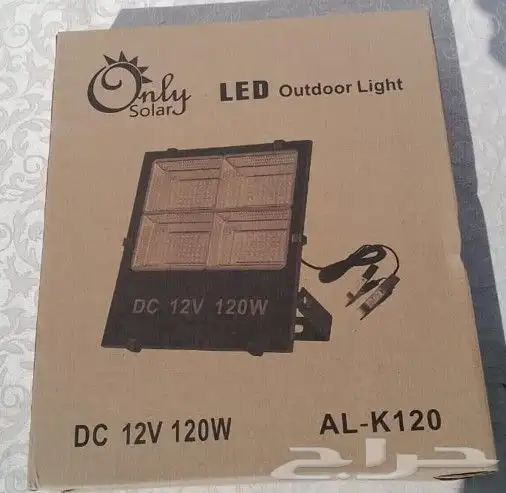 Only
Solar
LED Outdoor Light
DC 12V 120W
DC 12V 120W
AL-K120
حراج